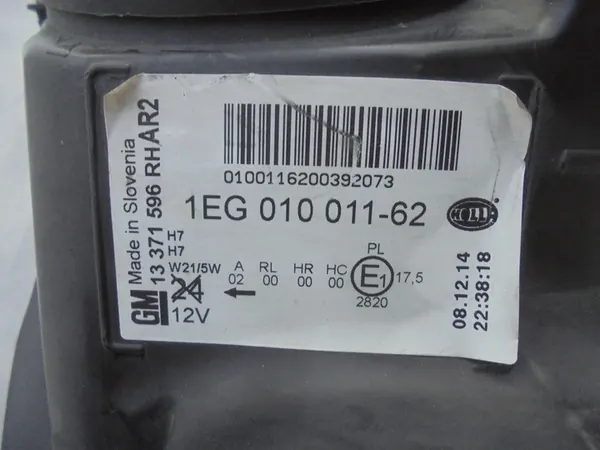 0100116200392073
1EG 010 011-62
HELLA
GM
Made in Slovenia
13 371 596 RHAR2
H7
H7
W21/5W
12V
A RL HR HC PL
02 00 00 00 E1 17,5
2820
08.12.14
22:38:18